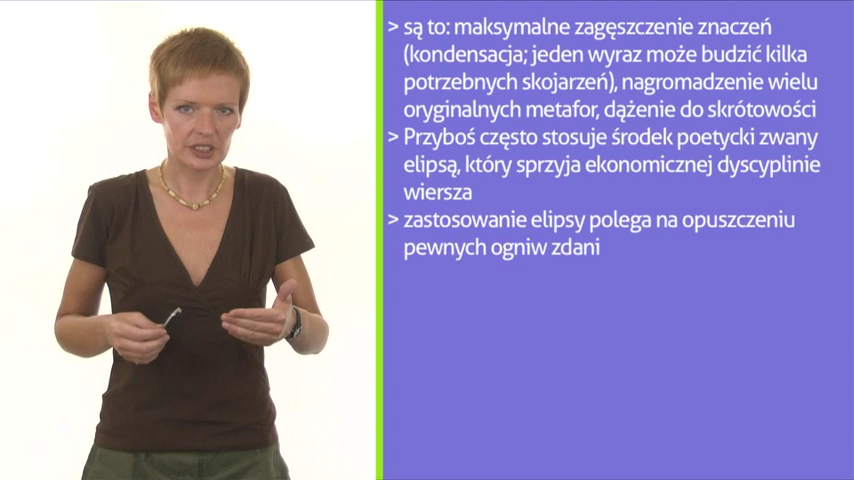 > są to: maksymalne zagęszczenie znaczeń
(kondensacja; jeden wyraz może budzić kilka
potrzebnych skojarzeń), nagromadzenie wielu
oryginalnych metafor, dążenie do skrótowości
> Przyboś często stosuje środek poetycki zwany
elipsą, który sprzyja ekonomicznej dyscyplinie
wiersza
> zastosowanie elipsy polega na opuszczeniu
pewnych ogniw zdani